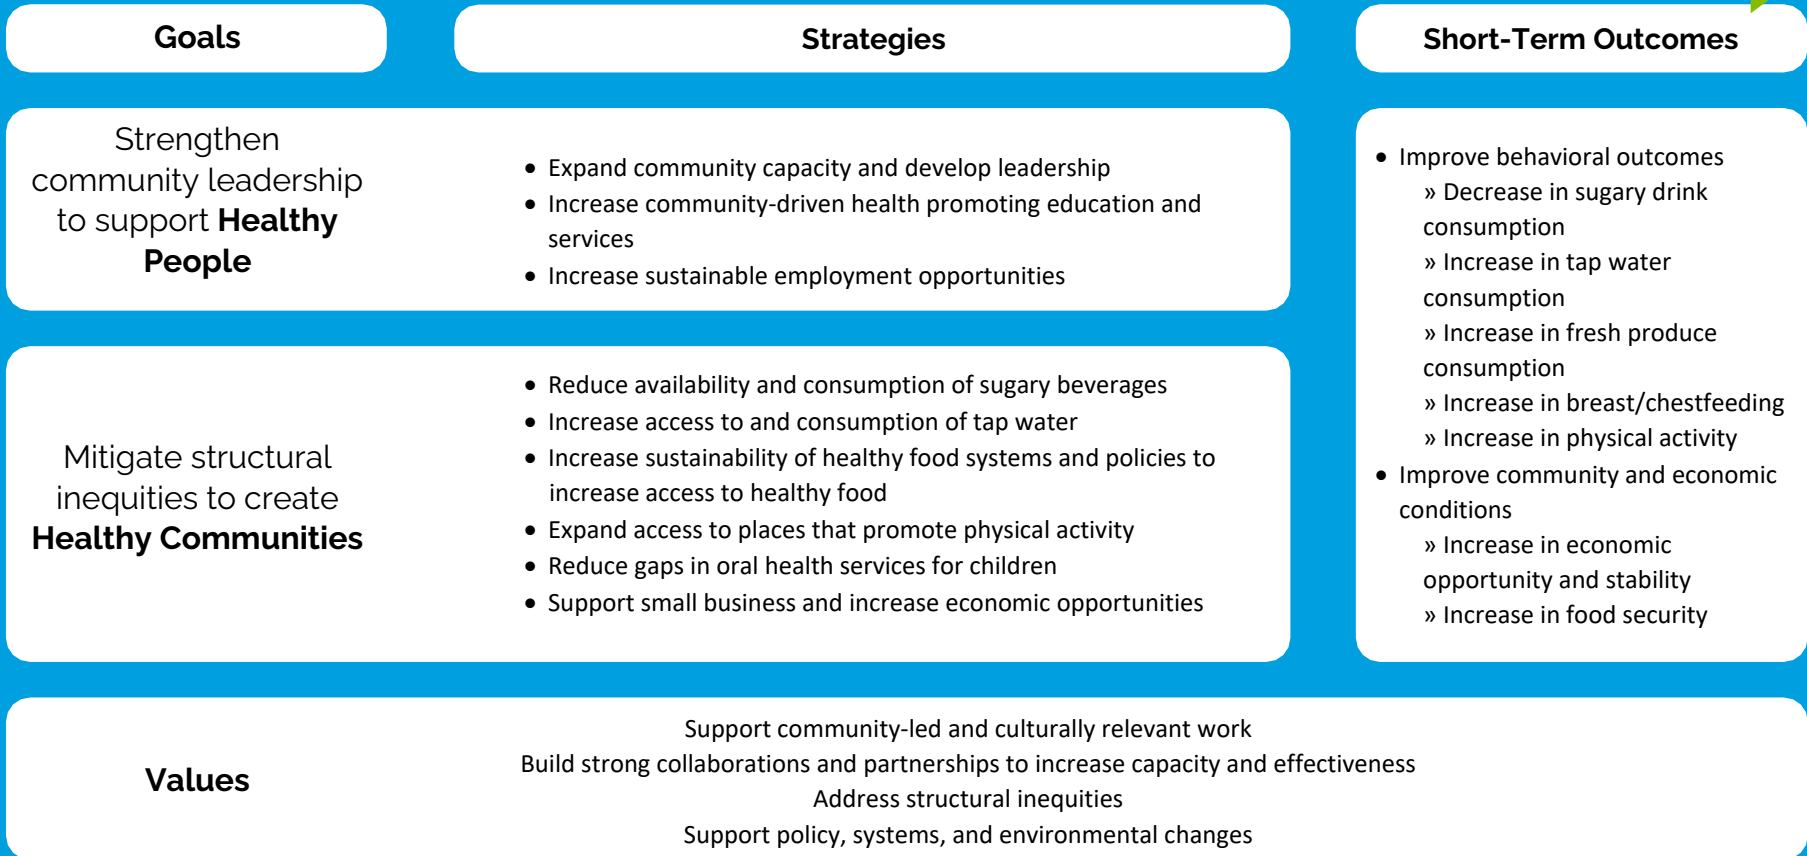 Goals
Strategies
Short-Term Outcomes
Strengthen
community leadership
to support Healthy
People
• Expand community capacity and develop leadership
• Increase community-driven health promoting education and
services
• Increase sustainable employment opportunities
Mitigate structural
inequities to create
Healthy Communities
• Reduce availability and consumption of sugary beverages
• Increase access to and consumption of tap water
• Increase sustainability of healthy food systems and policies to
increase access to healthy food
• Expand access to places that promote physical activity
• Reduce gaps in oral health services for children
• Support small business and increase economic opportunities
• Improve behavioral outcomes
» Decrease in sugary drink
consumption
» Increase in tap water
consumption
» Increase in fresh produce
consumption
» Increase in breast/chestfeeding
» Increase in physical activity
• Improve community and economic
conditions
» Increase in economic
opportunity and stability
» Increase in food security
Values
Support community-led and culturally relevant work
Build strong collaborations and partnerships to increase capacity and effectiveness
Address structural inequities
Support policy, systems, and environmental changes